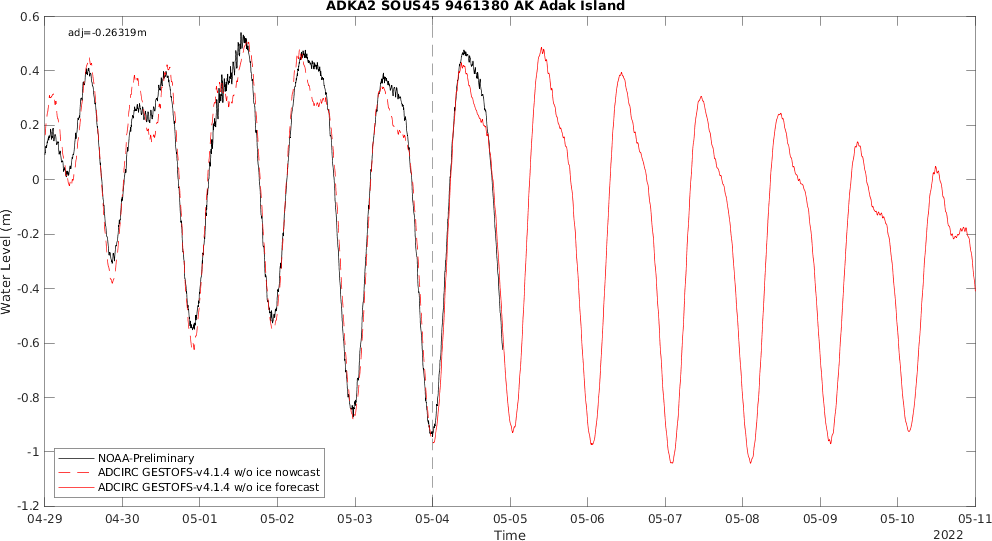 ADKA2 SOUS45 9461380 AK Adak Island
adj=-0.26319m
0.6
0.4
0.2
0
-0.2
-0.4
-0.6
-0.8
-1
-1.2
Water Level (m)
NOAA-Preliminary
ADCIRC GESTOFS-v4.1.4 w/o ice nowcast
ADCIRC GESTOFS-v4.1.4 w/o ice forecast
04-29 04-30 05-01 05-02 05-03 05-04 05-05 05-06 05-07 05-08 05-09 05-10 05-11
Time
2022